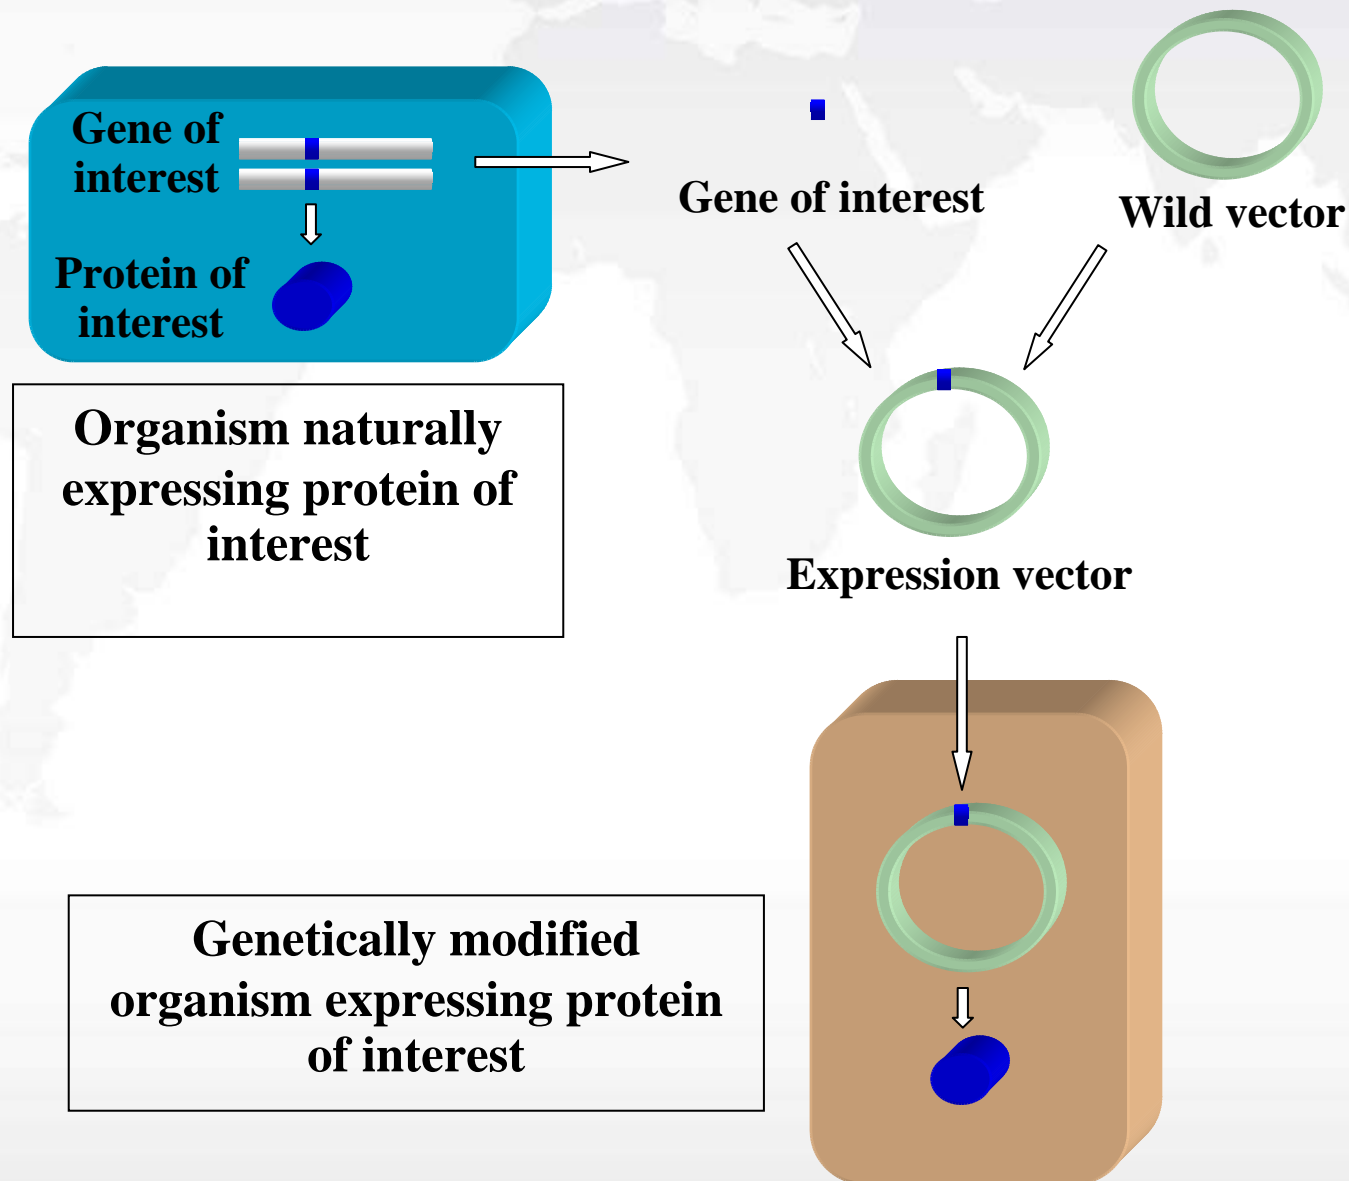 Gene of
interest
Protein of
interest
Gene of interest
Wild vector
Organism naturally
expressing protein of
interest
Expression vector
Genetically modified
organism expressing protein
of interest